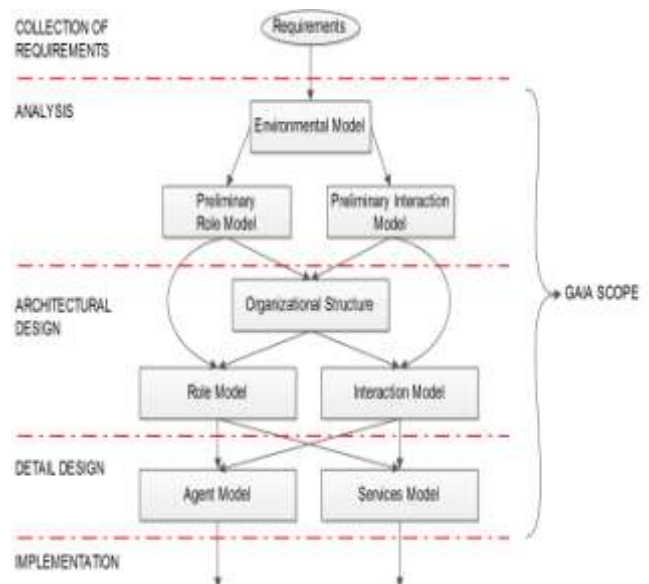 COLLECTION OF
REQUIREMENTS
Requirements
ANALYSIS
Environmental Model
Preliminary
Role Model
Preliminary Interaction
Model
ARCHITECTURAL
DESIGN
Organizational Structure
GAIA SCOPE
Role Model
Interaction Model
DETAIL DESIGN
Agent Model
Services Model
IMPLEMENTATION